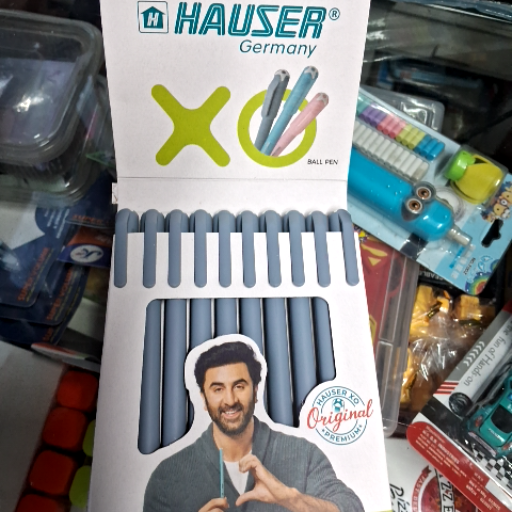 HAUSER®
Germany
XO
BALL PEN
HAUSER XO
Original
PREMIUM